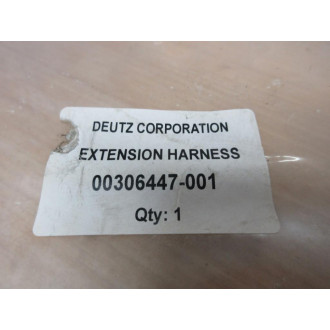 DEUTZ CORPORATION
EXTENSION HARNESS
00306447-001
Qty: 1